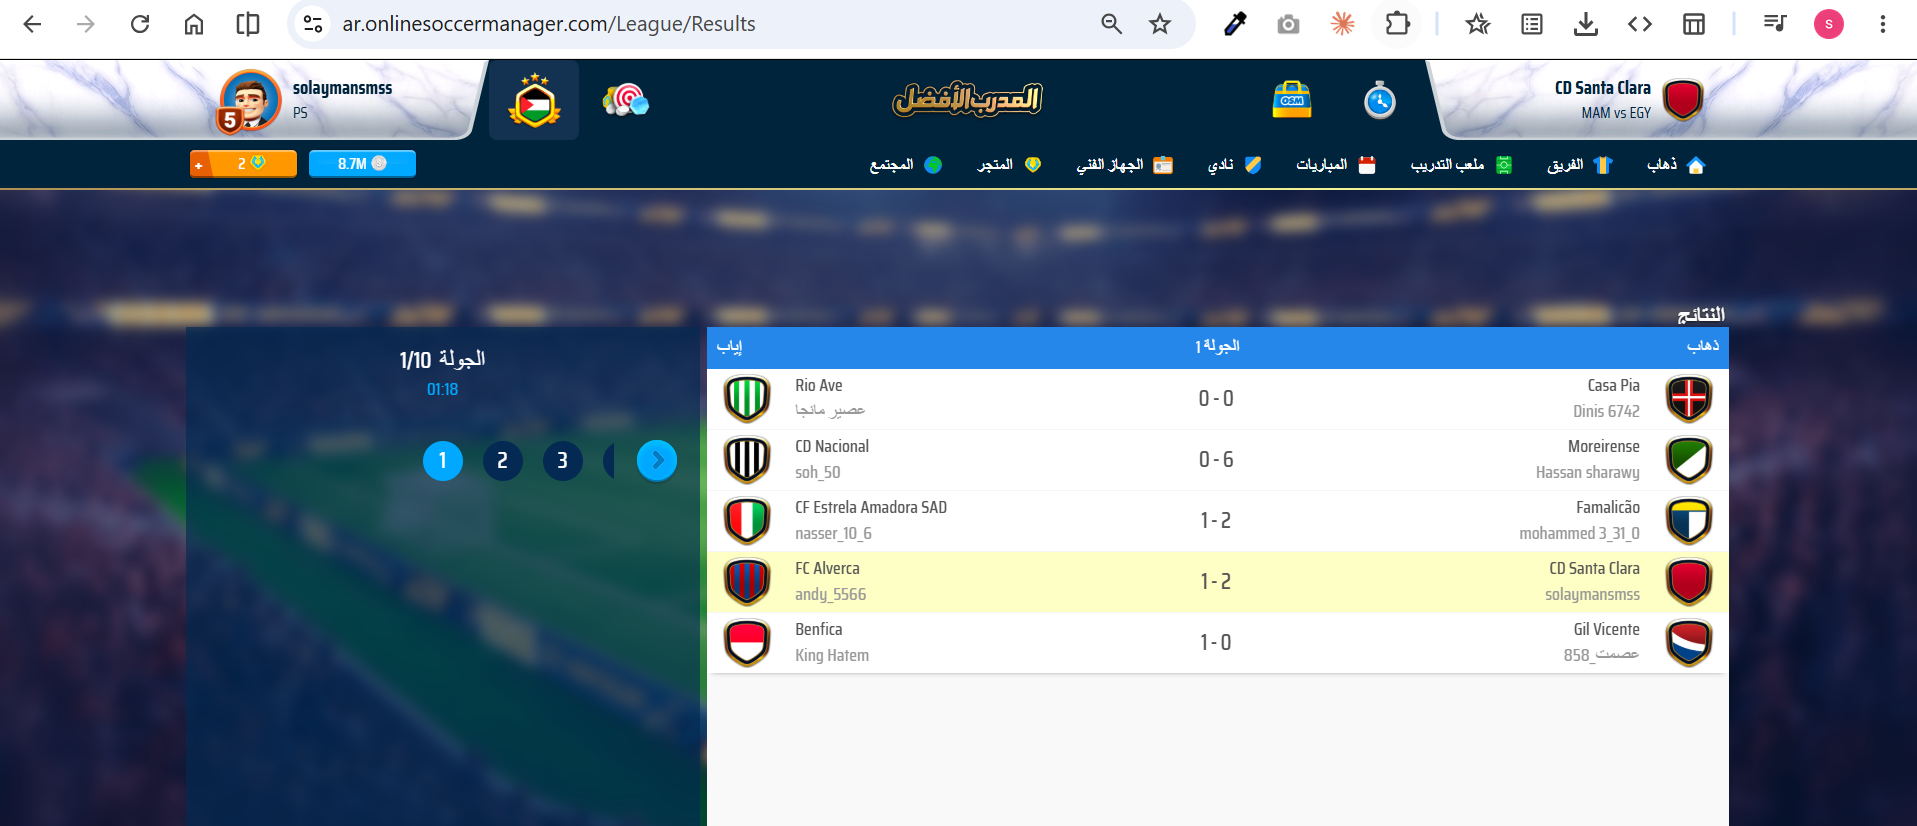 ar.onlinesoccermanager.com/League/Results
S
solaymansmss
PS
5
المدرب الأفضل
OSM
CD Santa Clara
MAM vs EGY
+ 2
8.7M
ذهاب
الفريق
ملعب التدريب
المباريات
نادي
الجهاز الفني
المتجر
المجتمع
النتائج
الجولة 1/10
01:18
1 2 3
ذهاب الجولة 1 إياب
Casa Pia 0 - 0 Rio Ave
Dinis 6742 عصير مانجا
Moreirense 0 - 6 CD Nacional
Hassan sharawy soh_50
Famalicão 1 - 2 CF Estrela Amadora SAD
mohammed 3_31_0 nasser_10_6
CD Santa Clara 1 - 2 FC Alverca
solaymansmss andy_5566
Gil Vicente 1 - 0 Benfica
عصمت_858 King Hatem